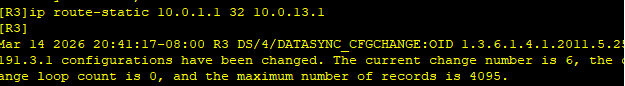 [R3]ip route-static 10.0.1.1 32 10.0.13.1
[R3]
Mar 14 2026 20:41:17-08:00 R3 DS/4/DATASYNC_CFGCHANGE:OID 1.3.6.1.4.1.2011.5.25
191.3.1 configurations have been changed. The current change number is 6, the c
ange loop count is 0, and the maximum number of records is 4095.